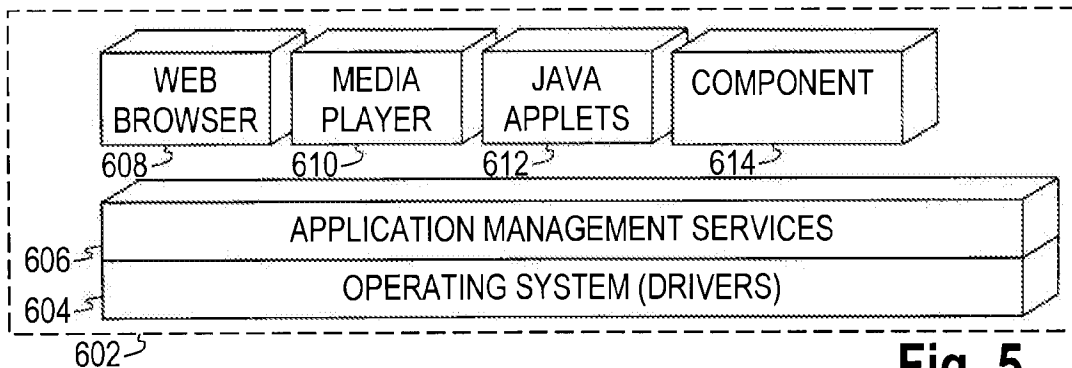 WEB
BROWSER
MEDIA
PLAYER
JAVA
APPLETS
COMPONENT
608
610
612
614
APPLICATION MANAGEMENT SERVICES
606
OPERATING SYSTEM (DRIVERS)
604
602
Fig. 5